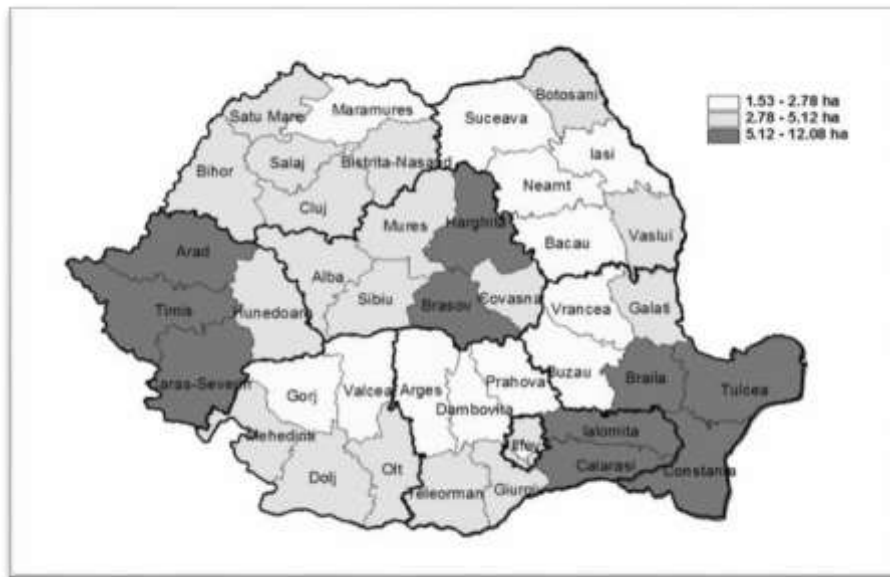 1.53 - 2.78 ha
2.78 - 5.12 ha
5.12 - 12.08 ha
Botosani
Satu Mare
Maramures
Suceava
Iasi
Salaj
Bistrita-Nasaud
Bihor
Neamt
Cluj
Mures
Harghita
Bacau
Vaslui
Arad
Alba
Sibiu
Brasov
Covasna
Timis
Hunedoara
Vrancea
Galati
Caras-Severin
Gorj
Valcea
Arges
Prahova
Buzau
Braila
Tulcea
Dambovita
Mehedinti
Ilfov
Ialomita
Dolj
Olt
Calarasi
Constanta
Teleorman
Giurgiu